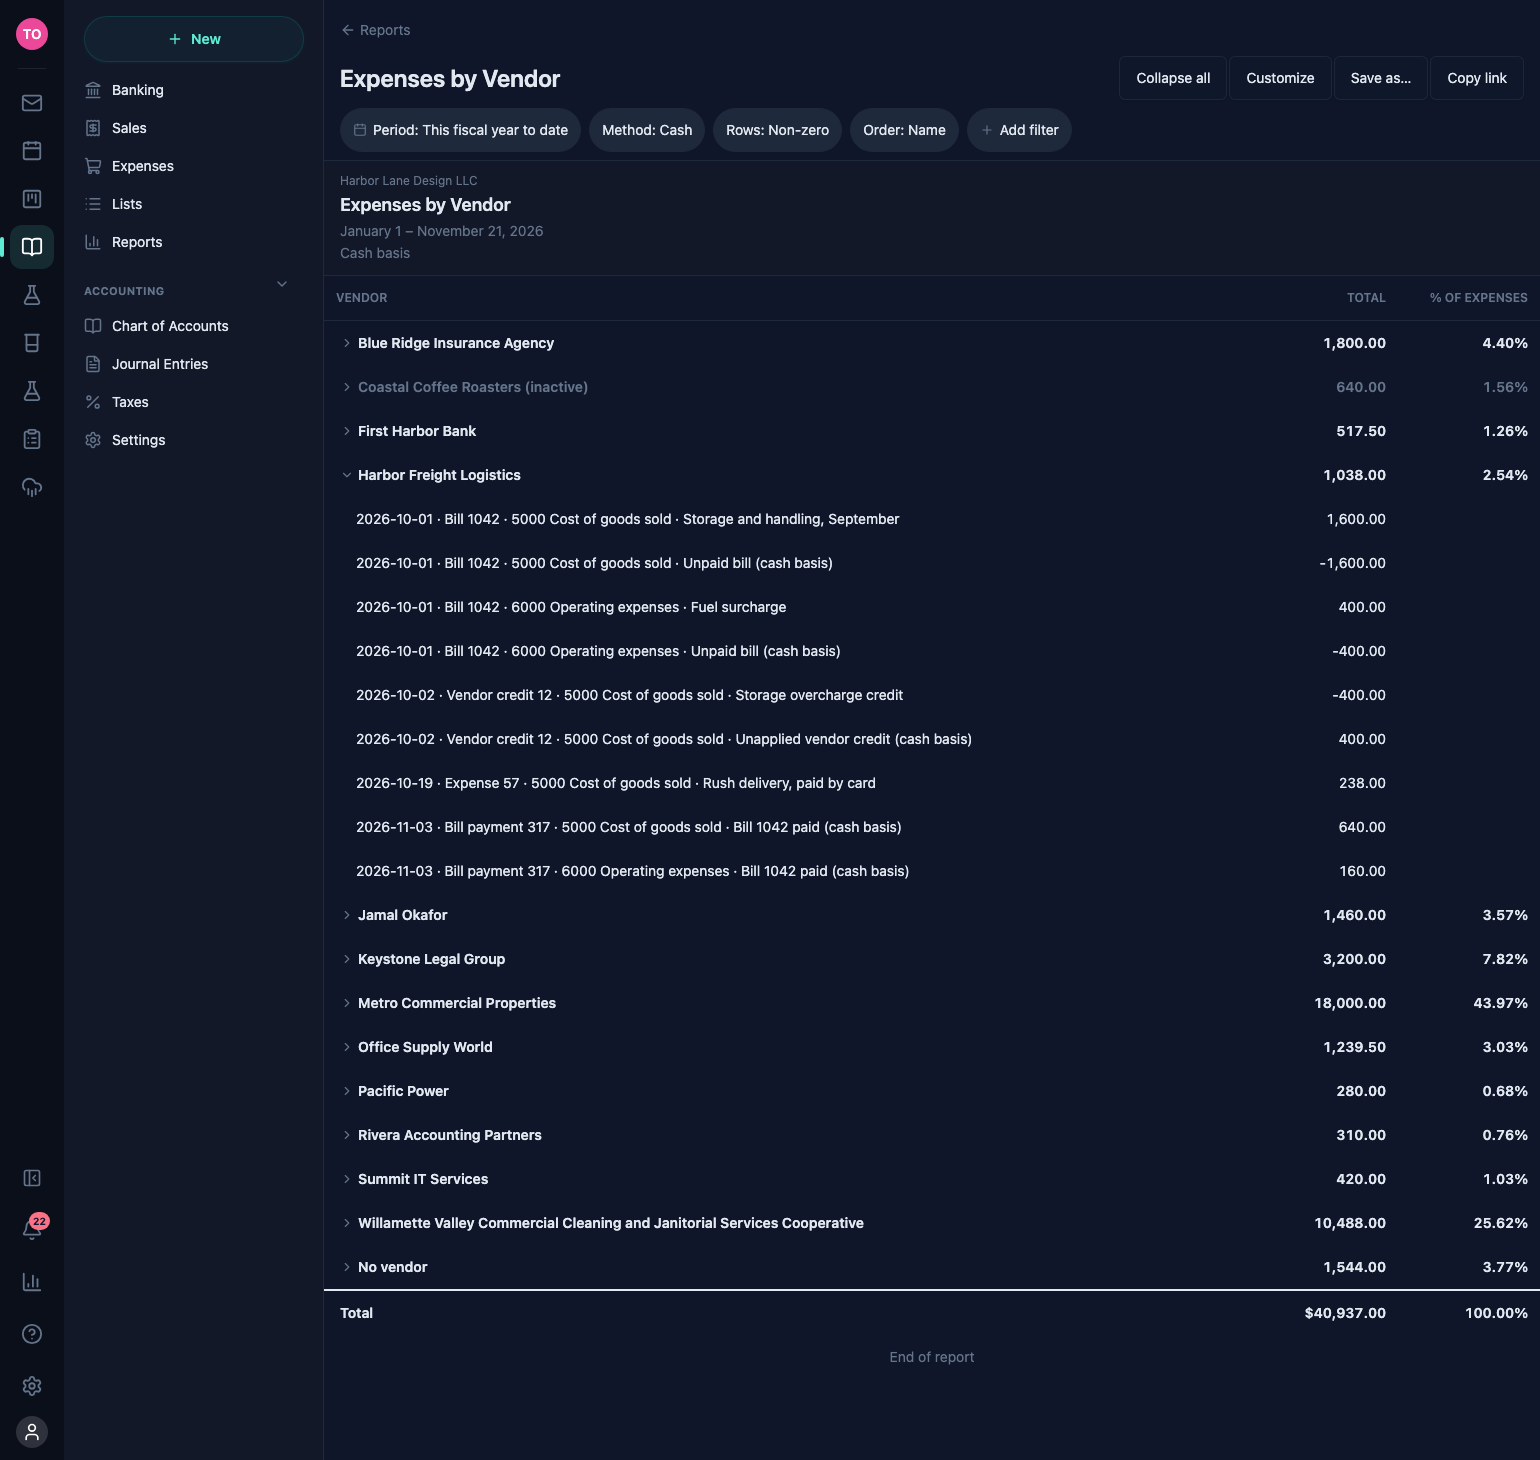 TO
New
Banking
Sales
Expenses
Lists
Reports
ACCOUNTING
Chart of Accounts
Journal Entries
Taxes
Settings
22
Reports
Expenses by Vendor
Collapse all
Customize
Save as...
Copy link
Period: This fiscal year to date
Method: Cash
Rows: Non-zero
Order: Name
Add filter
Harbor Lane Design LLC
Expenses by Vendor
January 1 – November 21, 2026
Cash basis
VENDOR TOTAL % OF EXPENSES
Blue Ridge Insurance Agency 1,800.00 4.40%
Coastal Coffee Roasters (inactive) 640.00 1.56%
First Harbor Bank 517.50 1.26%
Harbor Freight Logistics 1,038.00 2.54%
2026-10-01 · Bill 1042 · 5000 Cost of goods sold · Storage and handling, September 1,600.00
2026-10-01 · Bill 1042 · 5000 Cost of goods sold · Unpaid bill (cash basis) -1,600.00
2026-10-01 · Bill 1042 · 6000 Operating expenses · Fuel surcharge 400.00
2026-10-01 · Bill 1042 · 6000 Operating expenses · Unpaid bill (cash basis) -400.00
2026-10-02 · Vendor credit 12 · 5000 Cost of goods sold · Storage overcharge credit -400.00
2026-10-02 · Vendor credit 12 · 5000 Cost of goods sold · Unapplied vendor credit (cash basis) 400.00
2026-10-19 · Expense 57 · 5000 Cost of goods sold · Rush delivery, paid by card 238.00
2026-11-03 · Bill payment 317 · 5000 Cost of goods sold · Bill 1042 paid (cash basis) 640.00
2026-11-03 · Bill payment 317 · 6000 Operating expenses · Bill 1042 paid (cash basis) 160.00
Jamal Okafor 1,460.00 3.57%
Keystone Legal Group 3,200.00 7.82%
Metro Commercial Properties 18,000.00 43.97%
Office Supply World 1,239.50 3.03%
Pacific Power 280.00 0.68%
Rivera Accounting Partners 310.00 0.76%
Summit IT Services 420.00 1.03%
Willamette Valley Commercial Cleaning and Janitorial Services Cooperative 10,488.00 25.62%
No vendor 1,544.00 3.77%
Total $40,937.00 100.00%
End of report